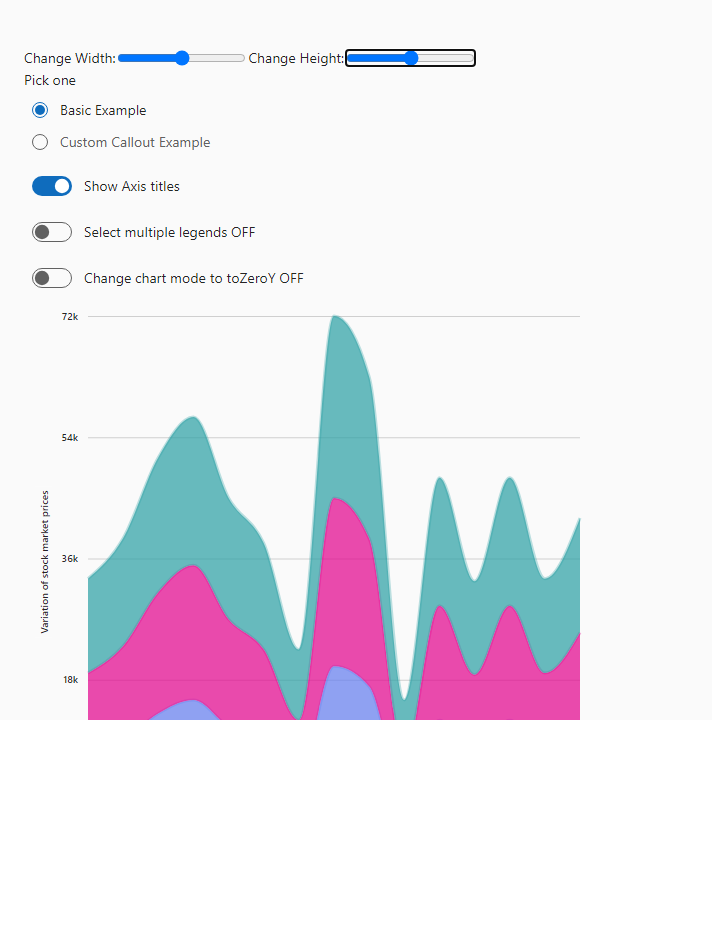 Change Width: Change Height:
Pick one
Basic Example
Custom Callout Example
Show Axis titles
Select multiple legends OFF
Change chart mode to toZeroY OFF
72k
54k
Variation of stock market prices
36k
18k